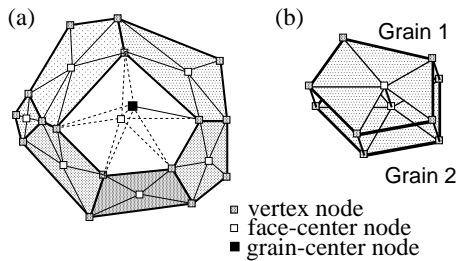 (a)
(b)
Grain 1
Grain 2
vertex node
face-center node
grain-center node